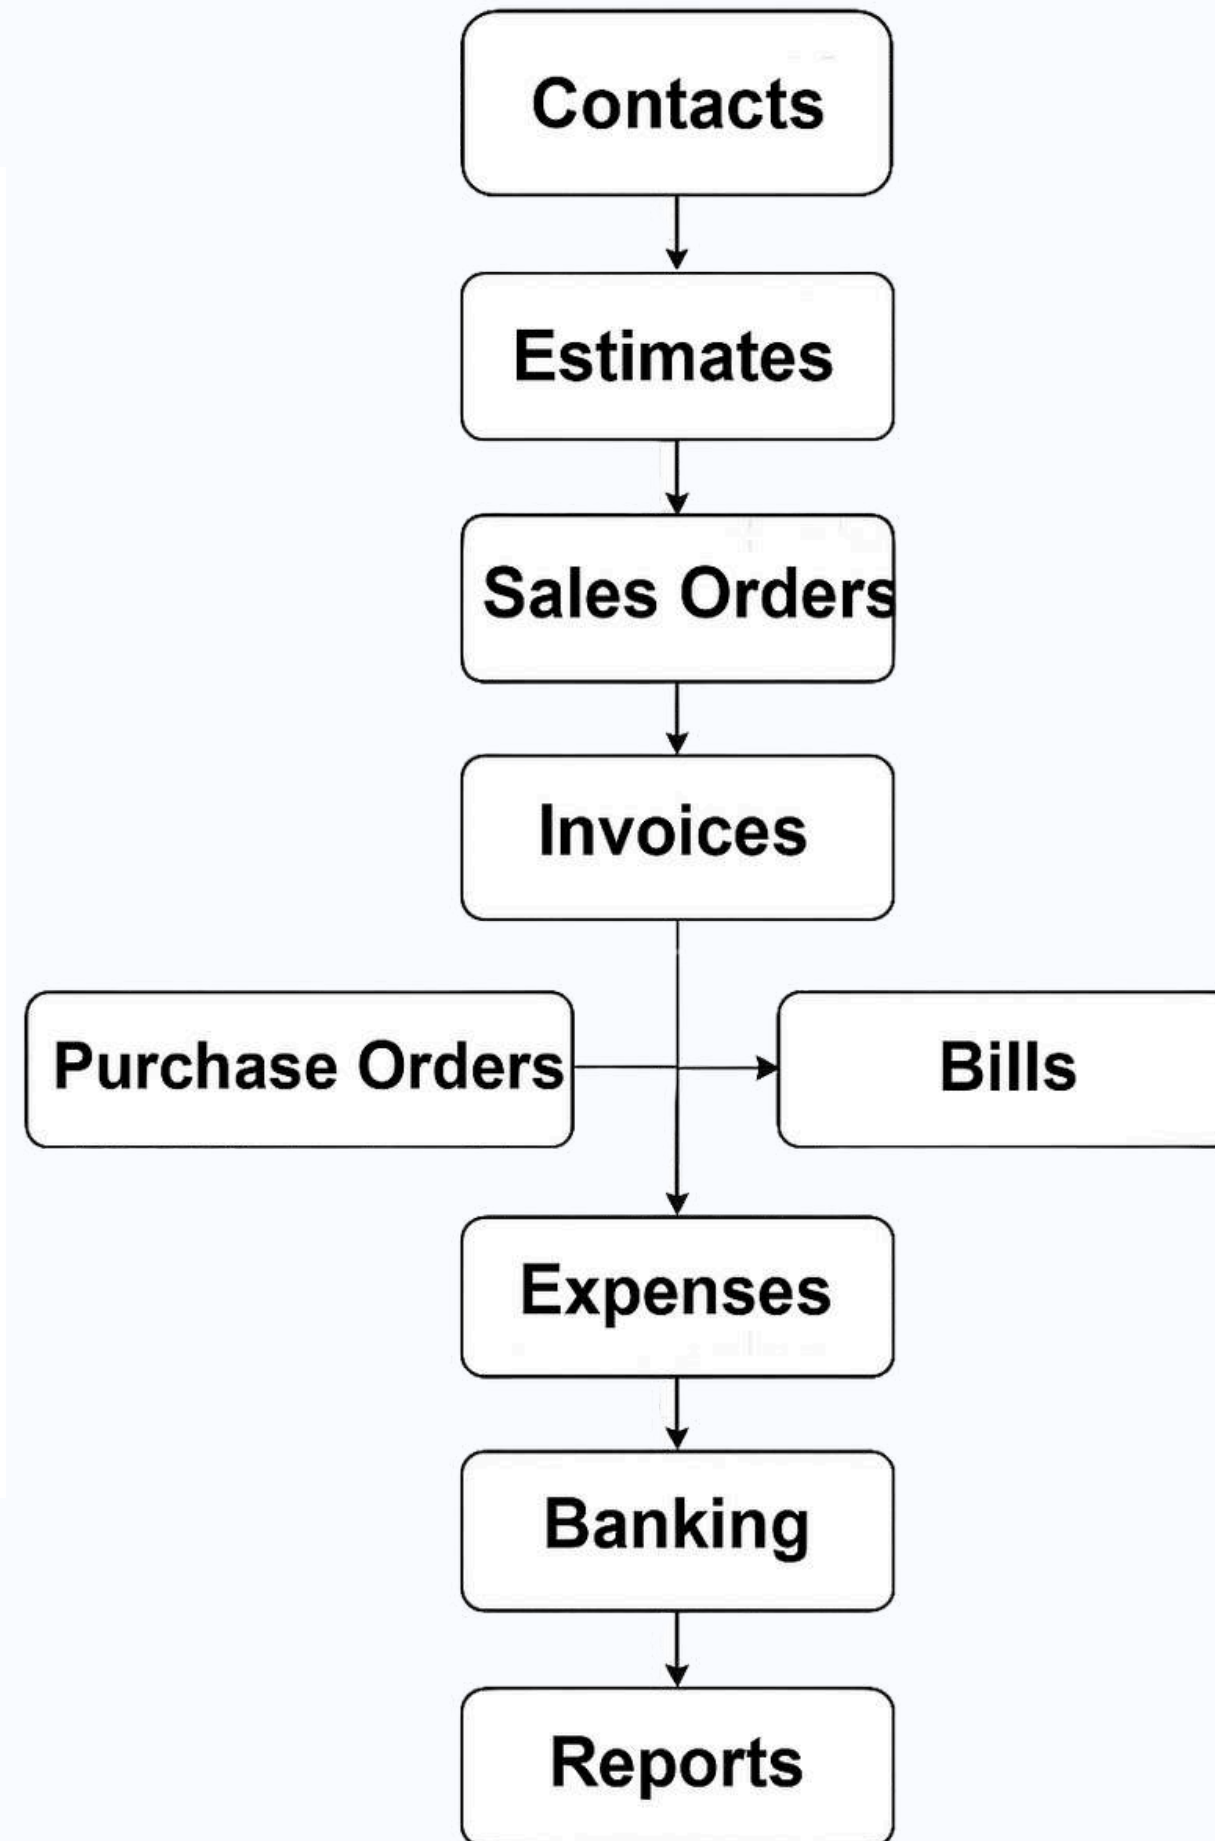 Contacts
Estimates
Sales Orders
Invoices
Purchase Orders
Bills
Expenses
Banking
Reports